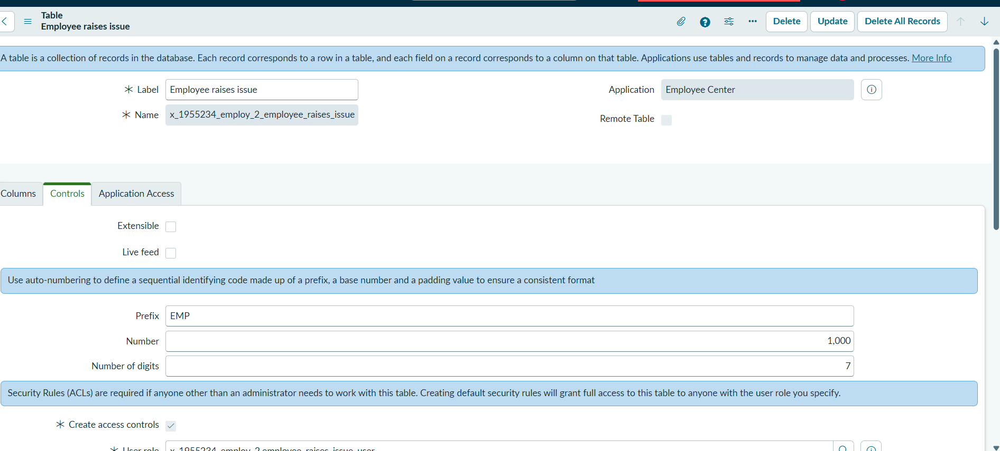 Table
Employee raises issue
Delete
Update
Delete All Records
A table is a collection of records in the database. Each record corresponds to a row in a table, and each field on a record corresponds to a column on that table. Applications use tables and records to manage data and processes. More Info
Label
Employee raises issue
Application
Employee Center
Name
x_1955234_employ_2_employee_raises_issue
Remote Table
Columns
Controls
Application Access
Extensible
Live feed
Use auto-numbering to define a sequential identifying code made up of a prefix, a base number and a padding value to ensure a consistent format
Prefix
EMP
Number
1,000
Number of digits
7
Security Rules (ACLs) are required if anyone other than an administrator needs to work with this table. Creating default security rules will grant full access to this table to anyone with the user role you specify.
Create access controls
User role
x_1955234_employ_2.employee_raises_issue_user